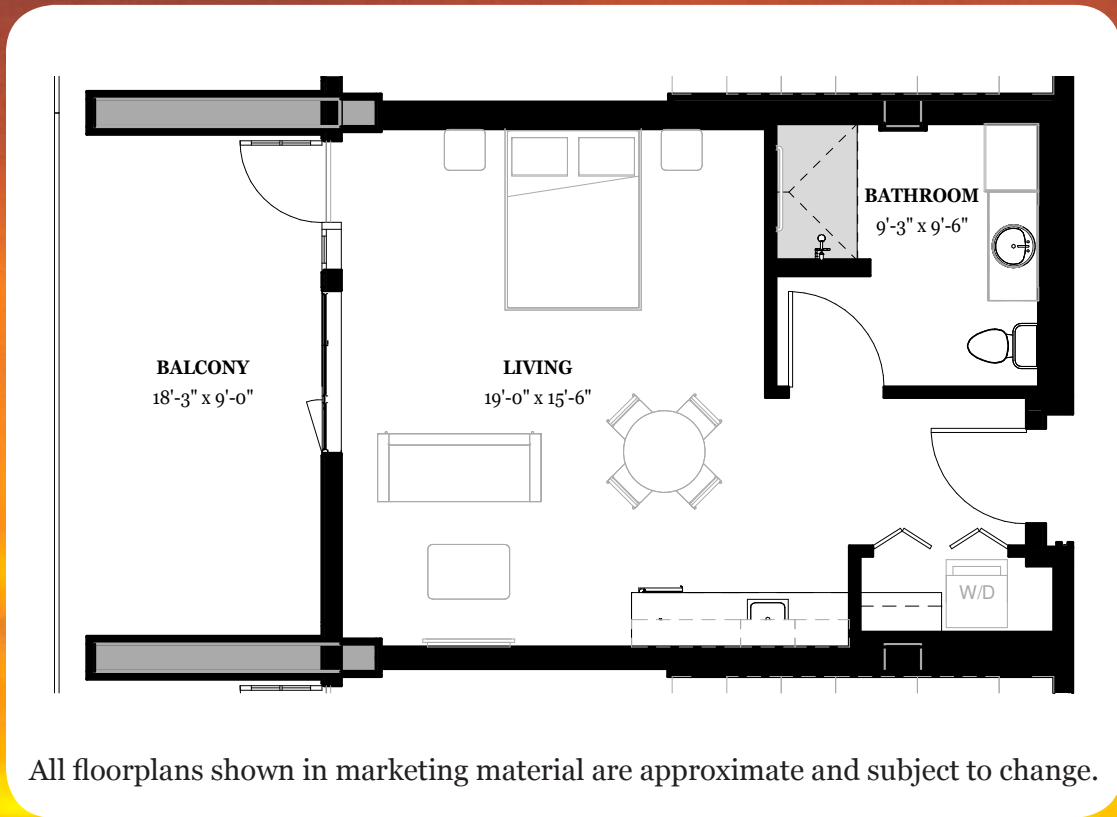 BATHROOM
9'-3" x 9'-6"
BALCONY
18'-3" x 9'-0"
LIVING
19'-0" x 15'-6"
W/D
All floorplans shown in marketing material are approximate and subject to change.